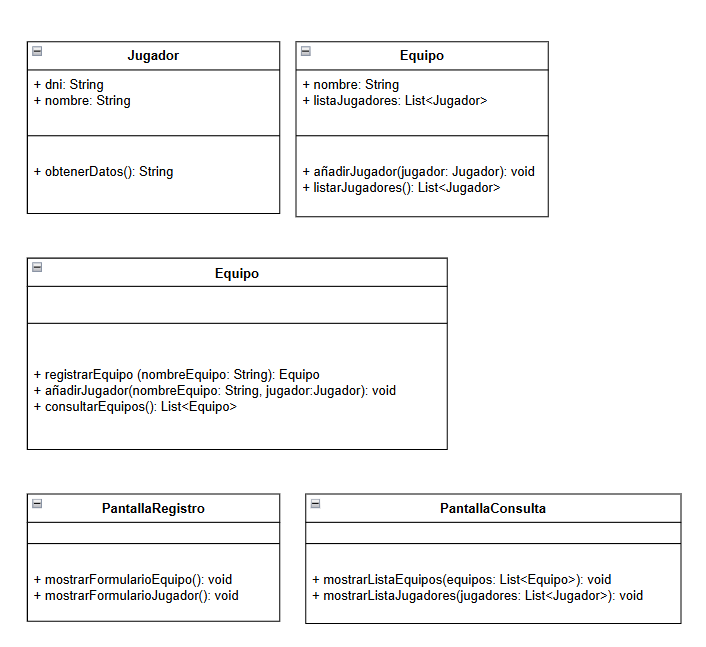 Jugador
+ dni: String
+ nombre: String
+ obtenerDatos(): String
Equipo
+ nombre: String
+ listaJugadores: List<Jugador>
+ añadirJugador(jugador: Jugador): void
+ listarJugadores(): List<Jugador>
Equipo
+ registrarEquipo (nombreEquipo: String): Equipo
+ añadirJugador(nombreEquipo: String, jugador:Jugador): void
+ consultarEquipos(): List<Equipo>
PantallaRegistro
+ mostrarFormularioEquipo(): void
+ mostrarFormularioJugador(): void
PantallaConsulta
+ mostrarListaEquipos(equipos: List<Equipo>): void
+ mostrarListaJugadores(jugadores: List<Jugador>): void